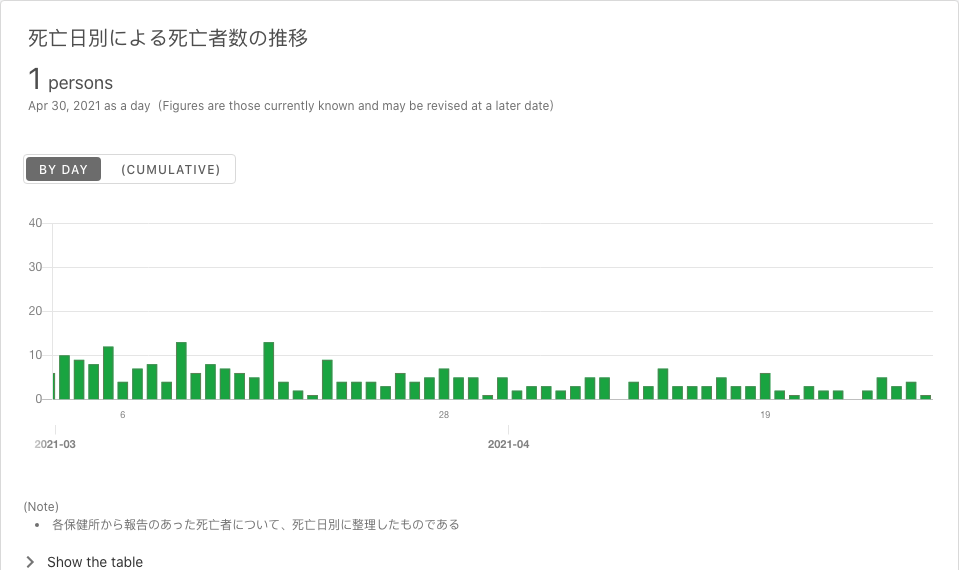 死亡日別による死亡者数の推移
1 persons
Apr 30, 2021 as a day (Figures are those currently known and may be revised at a later date)
BY DAY (CUMULATIVE)
40
30
20
10
0
6 28 19
2021-03 2021-04
(Note)
• 各保健所から報告のあった死亡者について、死亡日別に整理したものである
Show the table